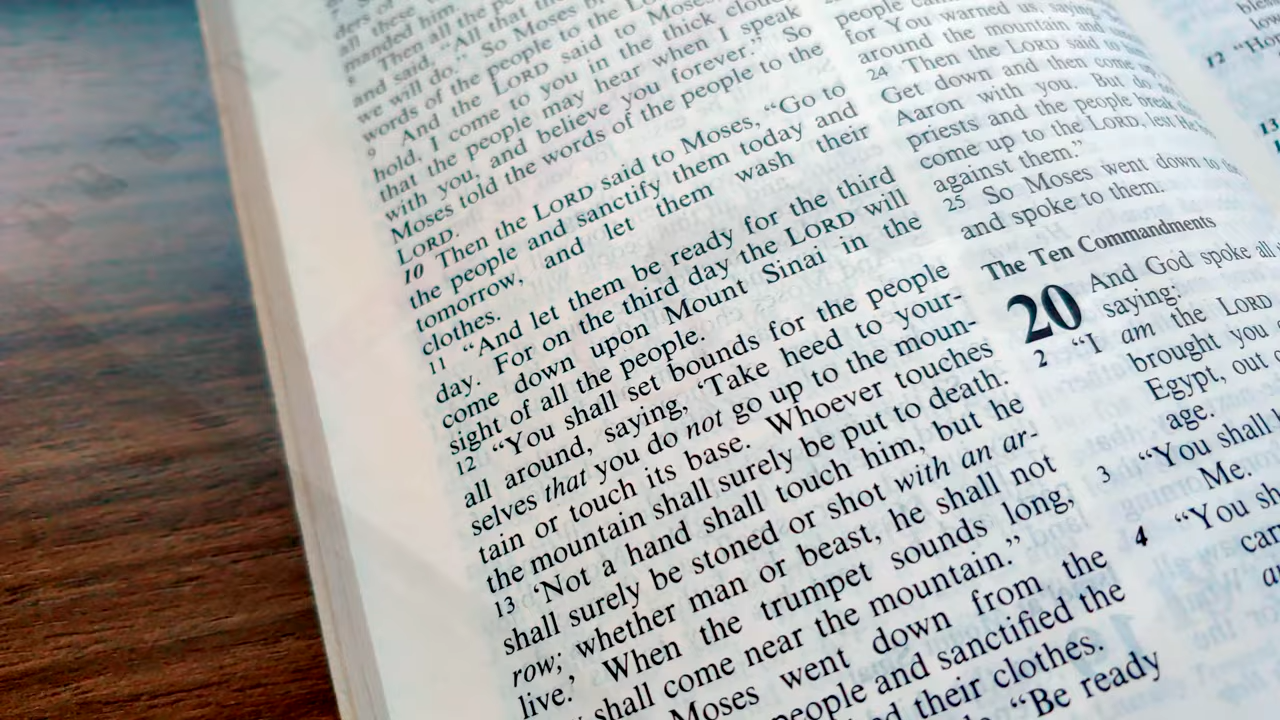 all these
manded him.
8 Then all the people
and said, "All that the
we will do." So Moses
words of the people to the LORD.
9 And the LORD said to Moses,
hold, I come to you in the thick cloud
that the people may hear when I speak
with you, and believe you forever." So
Moses told the words of the people to the
LORD.
10 Then the LORD said to Moses, "Go to
the people and sanctify them today and
tomorrow, and let them wash their
clothes.
11 "And let them be ready for the third
day. For on the third day the LORD will
come down upon Mount Sinai in the
sight of all the people.
12 "You shall set bounds for the people
all around, saying, 'Take heed to your-
selves that you do not go up to the moun-
tain or touch its base. Whoever touches
the mountain shall surely be put to death.
13 'Not a hand shall touch him, but he
shall surely be stoned or shot with an ar-
row; whether man or beast, he shall not
live.' When the trumpet sounds long,
shall come near the mountain."
Moses went down from the
people and sanctified the
their clothes.
"Be ready
people
for You warned us, saying,
around the mountain and
24 Then the LORD said to
Get down and then come up,
Aaron with you. But do
priests and the people break
come up to the LORD, lest He
against them."
25 So Moses went down to the
and spoke to them.
The Ten Commandments
20 And God spoke all
saying:
2 "I am the LORD
brought you
Egypt, out
age.
3 "You shall
Me.
4 "You
12
13